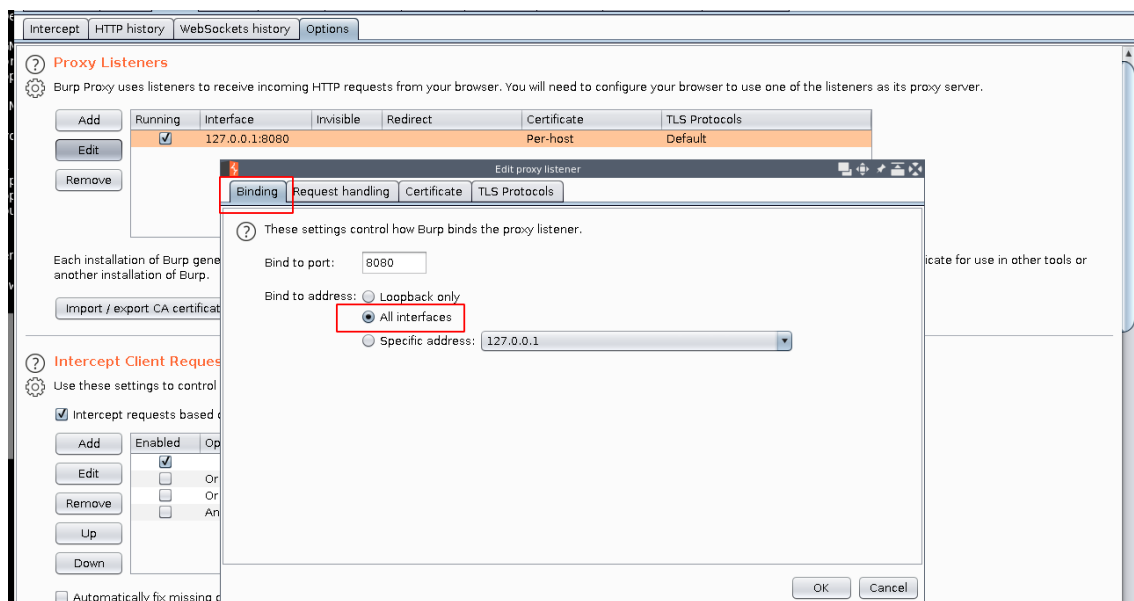 Intercept HTTP history WebSockets history Options
Proxy Listeners
Burp Proxy uses listeners to receive incoming HTTP requests from your browser. You will need to configure your browser to use one of the listeners as its proxy server.
Add Running Interface Invisible Redirect Certificate TLS Protocols
127.0.0.1:8080 Per-host Default
Edit
Edit proxy listener
Remove
Binding Request handling Certificate TLS Protocols
These settings control how Burp binds the proxy listener.
Each installation of Burp gene
icate for use in other tools or
another installation of Burp.
Bind to port: 8080
Import / export CA certificat
Bind to address: Loopback only
All interfaces
Specific address: 127.0.0.1
Intercept Client Reques
Use these settings to control
Intercept requests based
Add Enabled Op
Edit
Or
Or
Remove
An
Up
Down
OK Cancel
Automatically fix missing